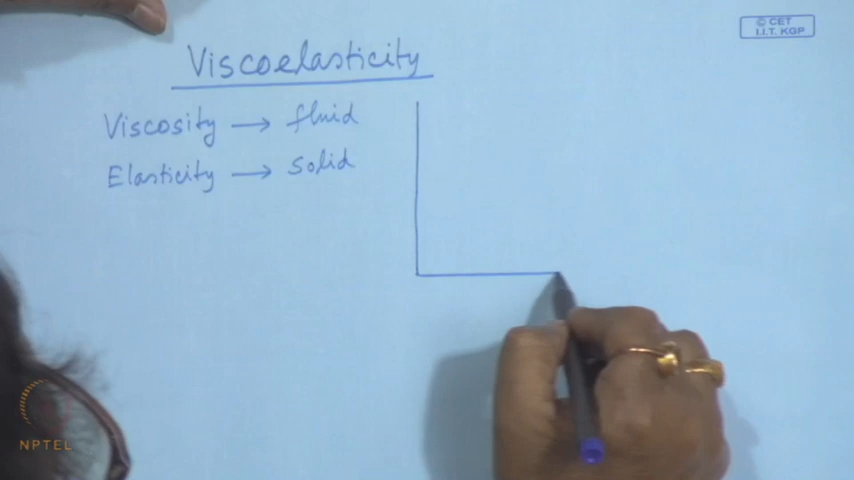 © CET
I.I.T. KGP
Viscoelasticity
Viscosity → fluid
Elasticity → Solid
NPTEL